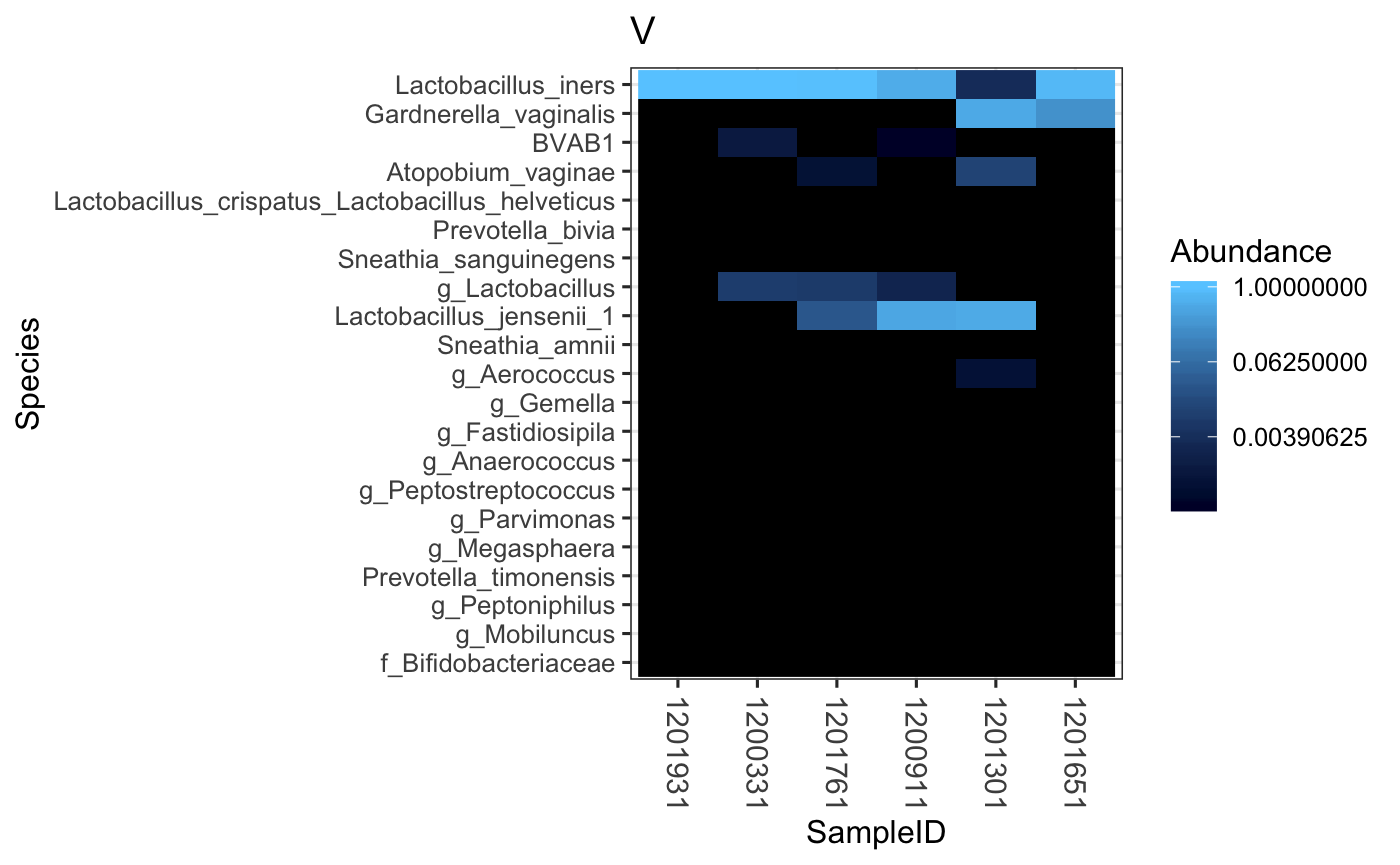 V
Lactobacillus_iners
Gardnerella_vaginalis
BVAB1
Atopobium_vaginae
Lactobacillus_crispatus_Lactobacillus_helveticus
Prevotella_bivia
Sneathia_sanguinegens
g_Lactobacillus
Lactobacillus_jensenii_1
Sneathia_amnii
g_Aerococcus
g_Gemella
g_Fastidiosipila
g_Anaerococcus
g_Peptostreptococcus
g_Parvimonas
g_Megasphaera
Prevotella_timonensis
g_Peptoniphilus
g_Mobiluncus
f_Bifidobacteriaceae
Species
1201931
1200331
1201761
1200911
1201301
1201651
SampleID
Abundance
1.00000000
0.06250000
0.00390625